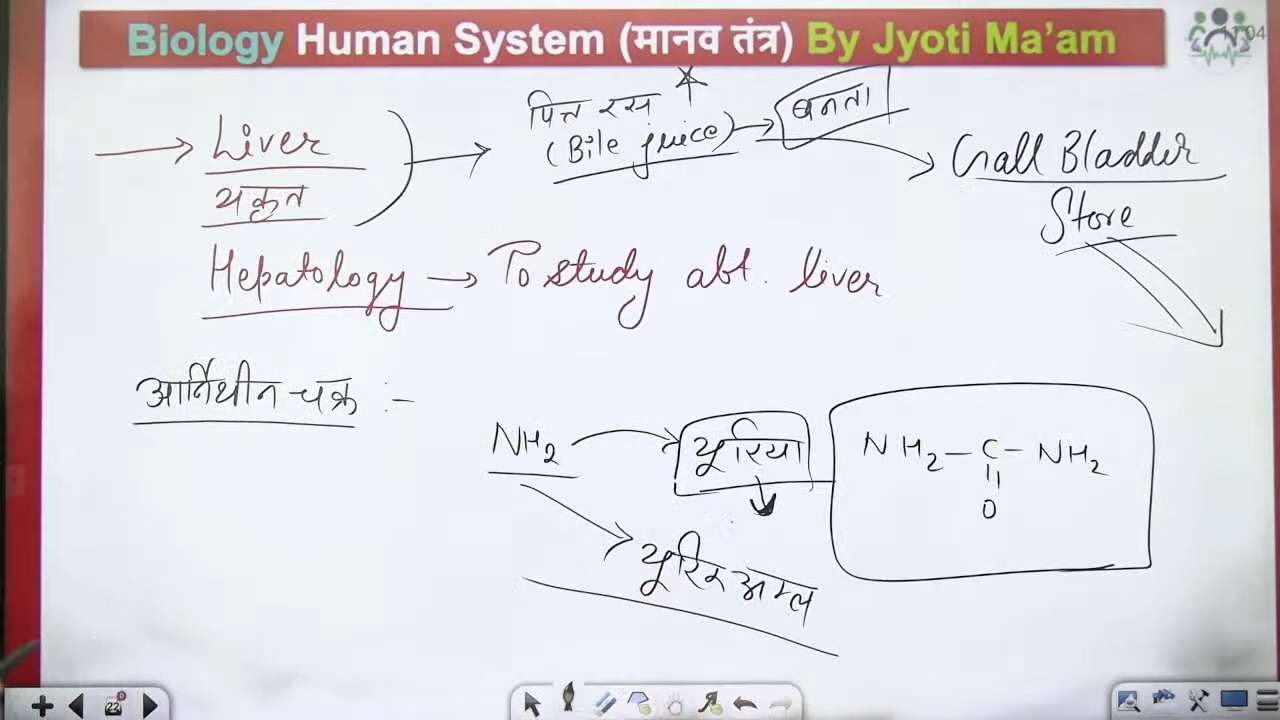 Biology Human System (मानव तंत्र) By Jyoti Ma'am
Liver
यकृत
पित्त रस
(Bile juice)
बनता
Gall Bladder
Store
Hepatology → To study abt. liver
आर्निथीन चक्र :-
NH2
यूरिया
NH2 – C – NH2
O
यूरिक अम्ल
22